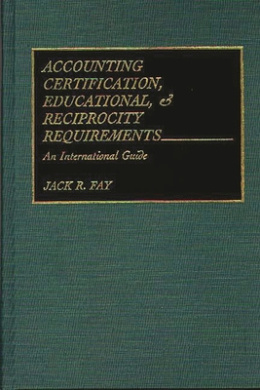 ACCOUNTING
CERTIFICATION,
EDUCATIONAL, &
RECIPROCITY
REQUIREMENTS
An International Guide
JACK R. FAY